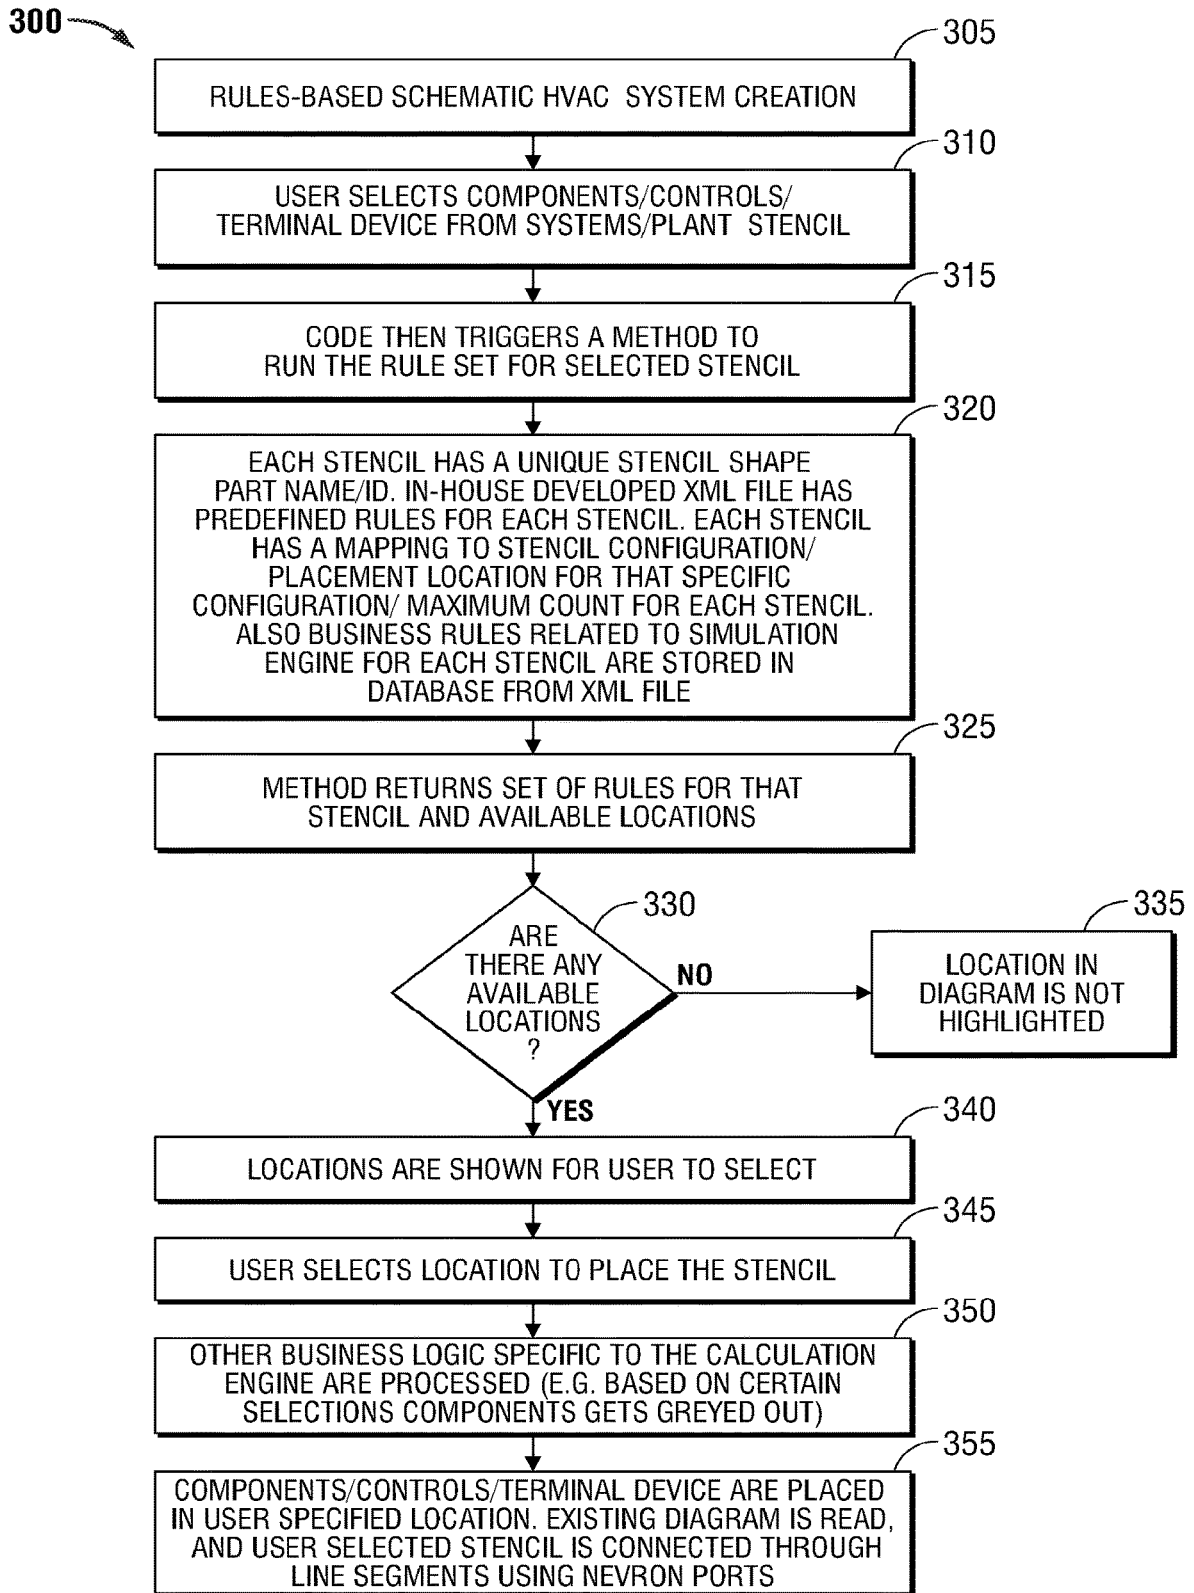 300
305
RULES-BASED SCHEMATIC HVAC SYSTEM CREATION
310
USER SELECTS COMPONENTS/CONTROLS/
TERMINAL DEVICE FROM SYSTEMS/PLANT STENCIL
315
CODE THEN TRIGGERS A METHOD TO
RUN THE RULE SET FOR SELECTED STENCIL
320
EACH STENCIL HAS A UNIQUE STENCIL SHAPE
PART NAME/ID. IN-HOUSE DEVELOPED XML FILE HAS
PREDEFINED RULES FOR EACH STENCIL. EACH STENCIL
HAS A MAPPING TO STENCIL CONFIGURATION/
PLACEMENT LOCATION FOR THAT SPECIFIC
CONFIGURATION/ MAXIMUM COUNT FOR EACH STENCIL.
ALSO BUSINESS RULES RELATED TO SIMULATION
ENGINE FOR EACH STENCIL ARE STORED IN
DATABASE FROM XML FILE
325
METHOD RETURNS SET OF RULES FOR THAT
STENCIL AND AVAILABLE LOCATIONS
330
ARE
THERE ANY
AVAILABLE
LOCATIONS
?
NO
335
LOCATION IN
DIAGRAM IS NOT
HIGHLIGHTED
YES
340
LOCATIONS ARE SHOWN FOR USER TO SELECT
345
USER SELECTS LOCATION TO PLACE THE STENCIL
350
OTHER BUSINESS LOGIC SPECIFIC TO THE CALCULATION
ENGINE ARE PROCESSED (E.G. BASED ON CERTAIN
SELECTIONS COMPONENTS GETS GREYED OUT)
355
COMPONENTS/CONTROLS/TERMINAL DEVICE ARE PLACED
IN USER SPECIFIED LOCATION. EXISTING DIAGRAM IS READ,
AND USER SELECTED STENCIL IS CONNECTED THROUGH
LINE SEGMENTS USING NEVRON PORTS